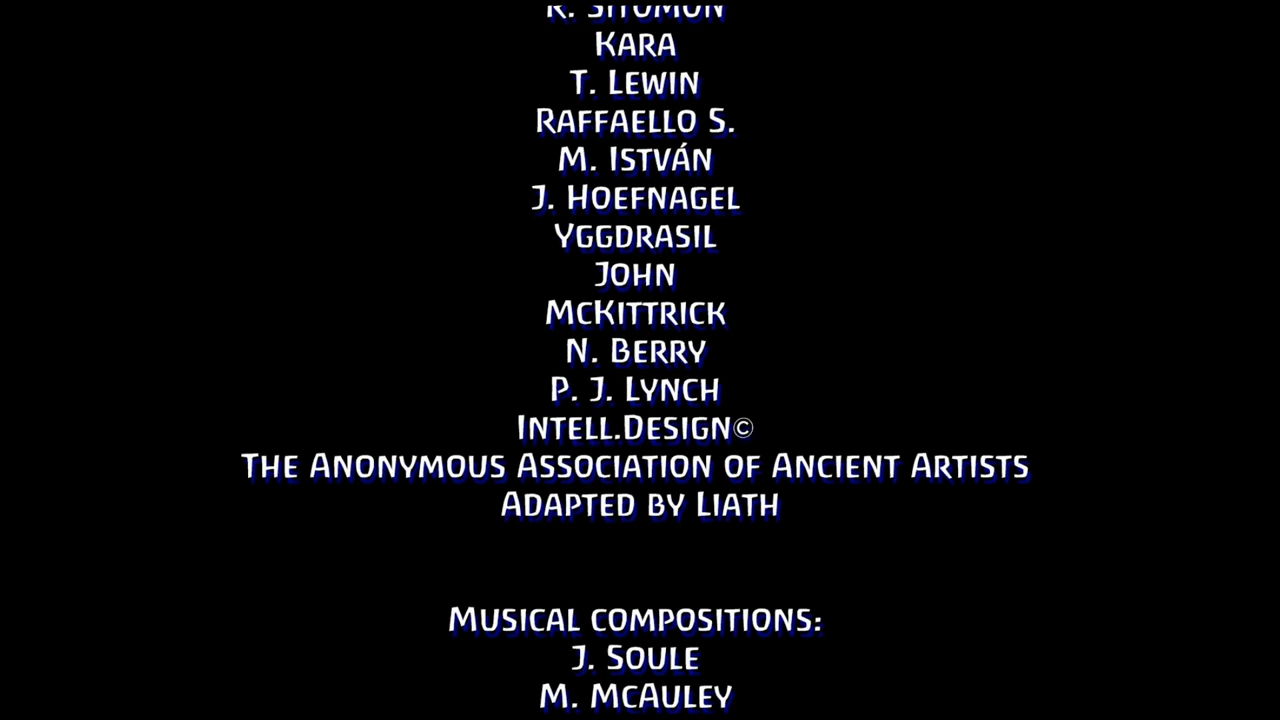 Kara
T. Lewin
Raffaello S.
M. István
J. Hoefnagel
Yggdrasil
John
McKittrick
N. Berry
P. J. Lynch
Intell.Design©
The Anonymous Association of Ancient Artists
Adapted by Liath
Musical compositions:
J. Soule
M. McAuley